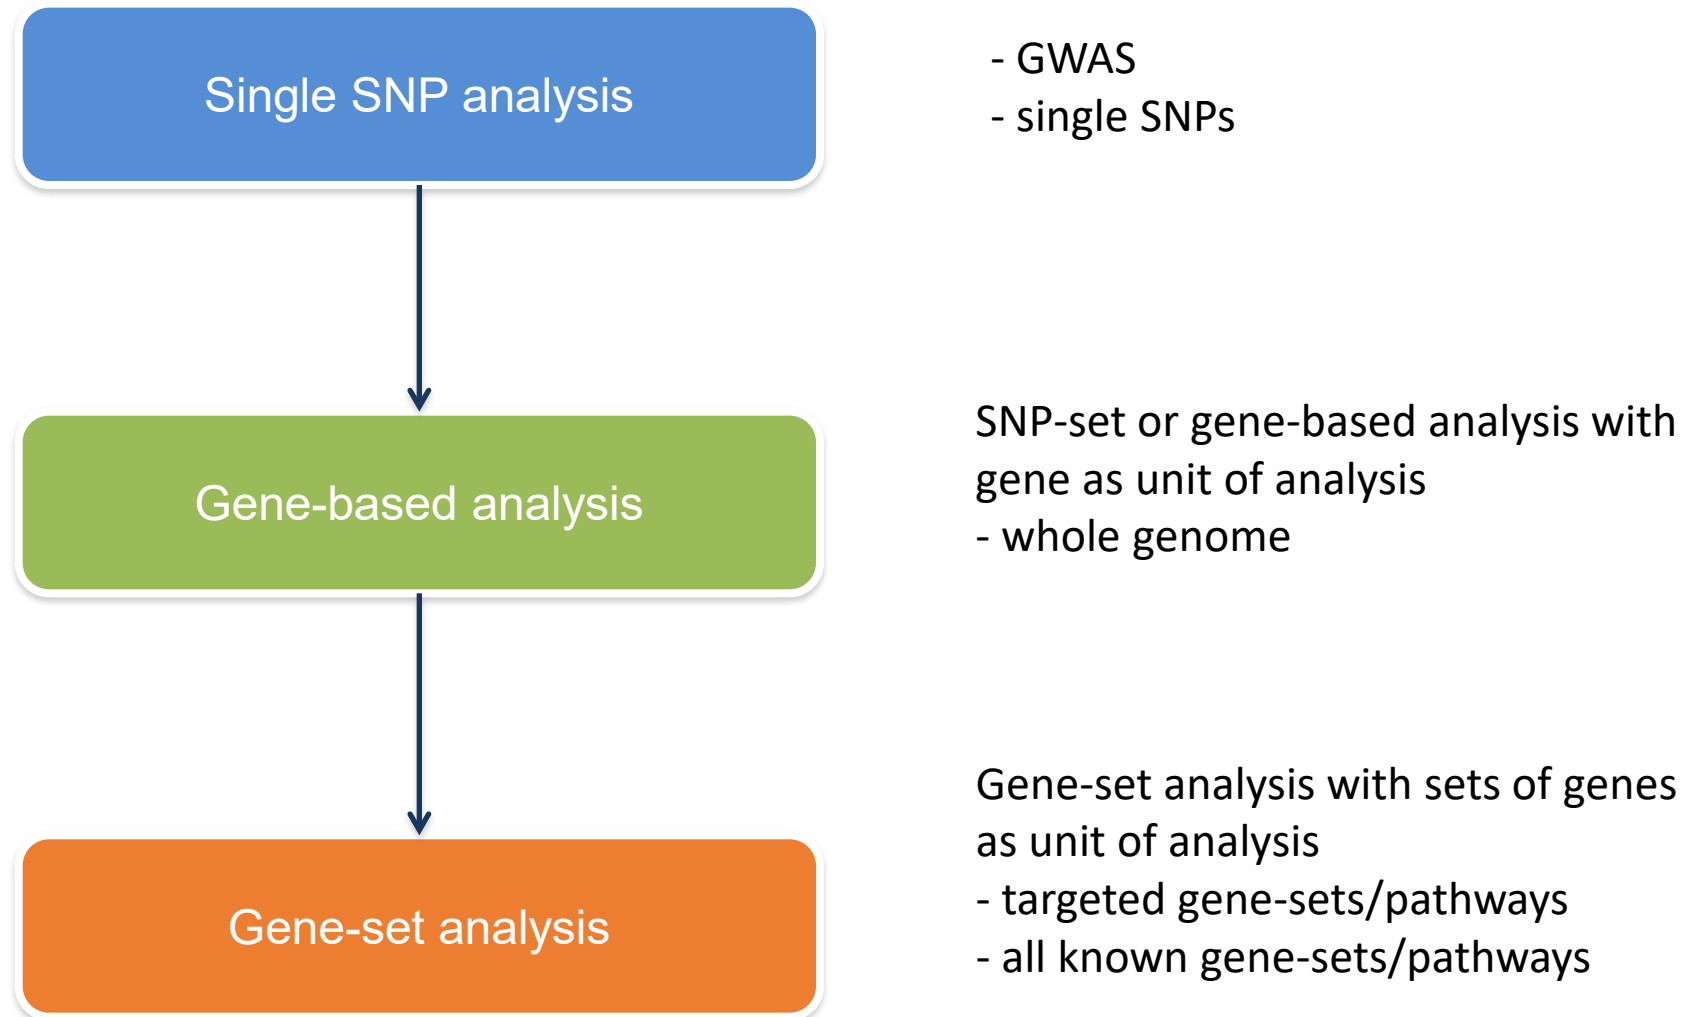 Single SNP analysis
- GWAS
- single SNPs
Gene-based analysis
SNP-set or gene-based analysis with
gene as unit of analysis
- whole genome
Gene-set analysis
Gene-set analysis with sets of genes
as unit of analysis
- targeted gene-sets/pathways
- all known gene-sets/pathways